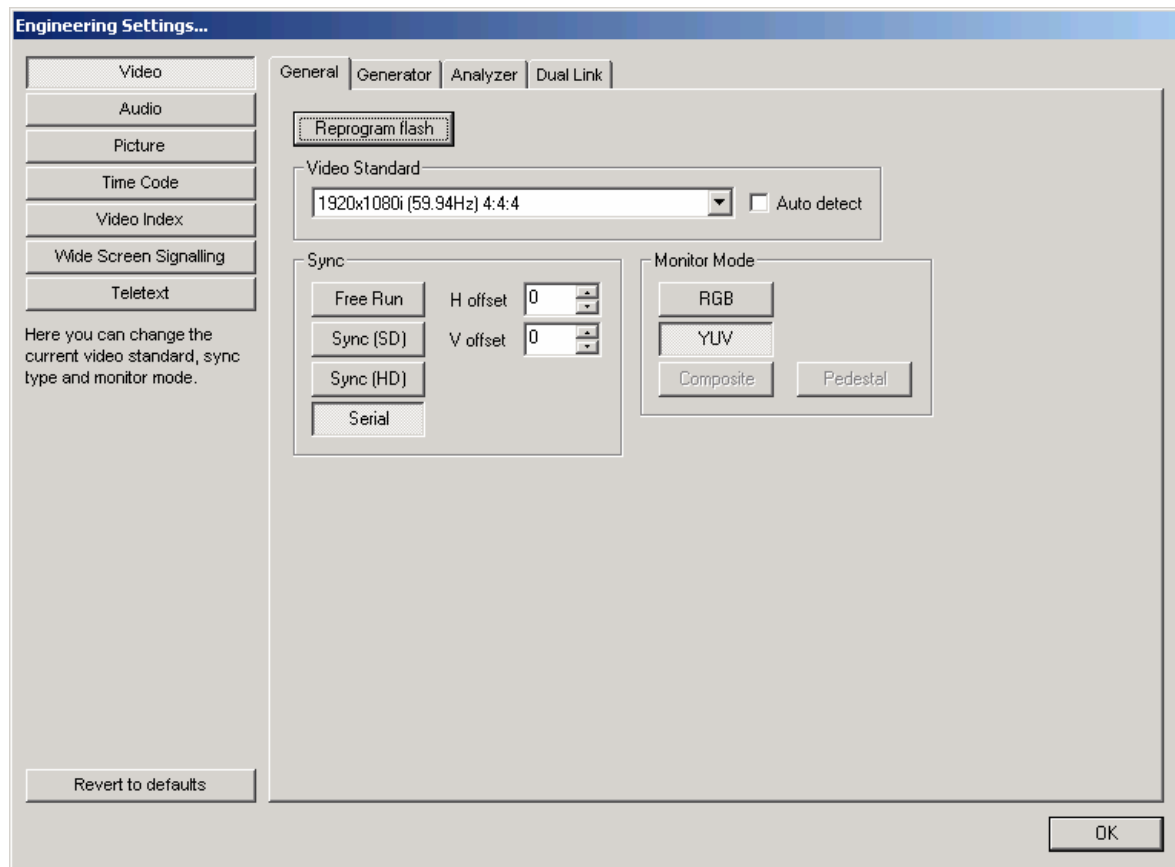 Engineering Settings...
Video
Audio
Picture
Time Code
Video Index
Wide Screen Signalling
Teletext
Here you can change the
current video standard, sync
type and monitor mode.
Revert to defaults
General
Generator
Analyzer
Dual Link
Reprogram flash
Video Standard
1920x1080i (59.94Hz) 4:4:4
Auto detect
Sync
Free Run
H offset
0
Sync (SD)
V offset
0
Sync (HD)
Serial
Monitor Mode
RGB
YUV
Composite
Pedestal
OK